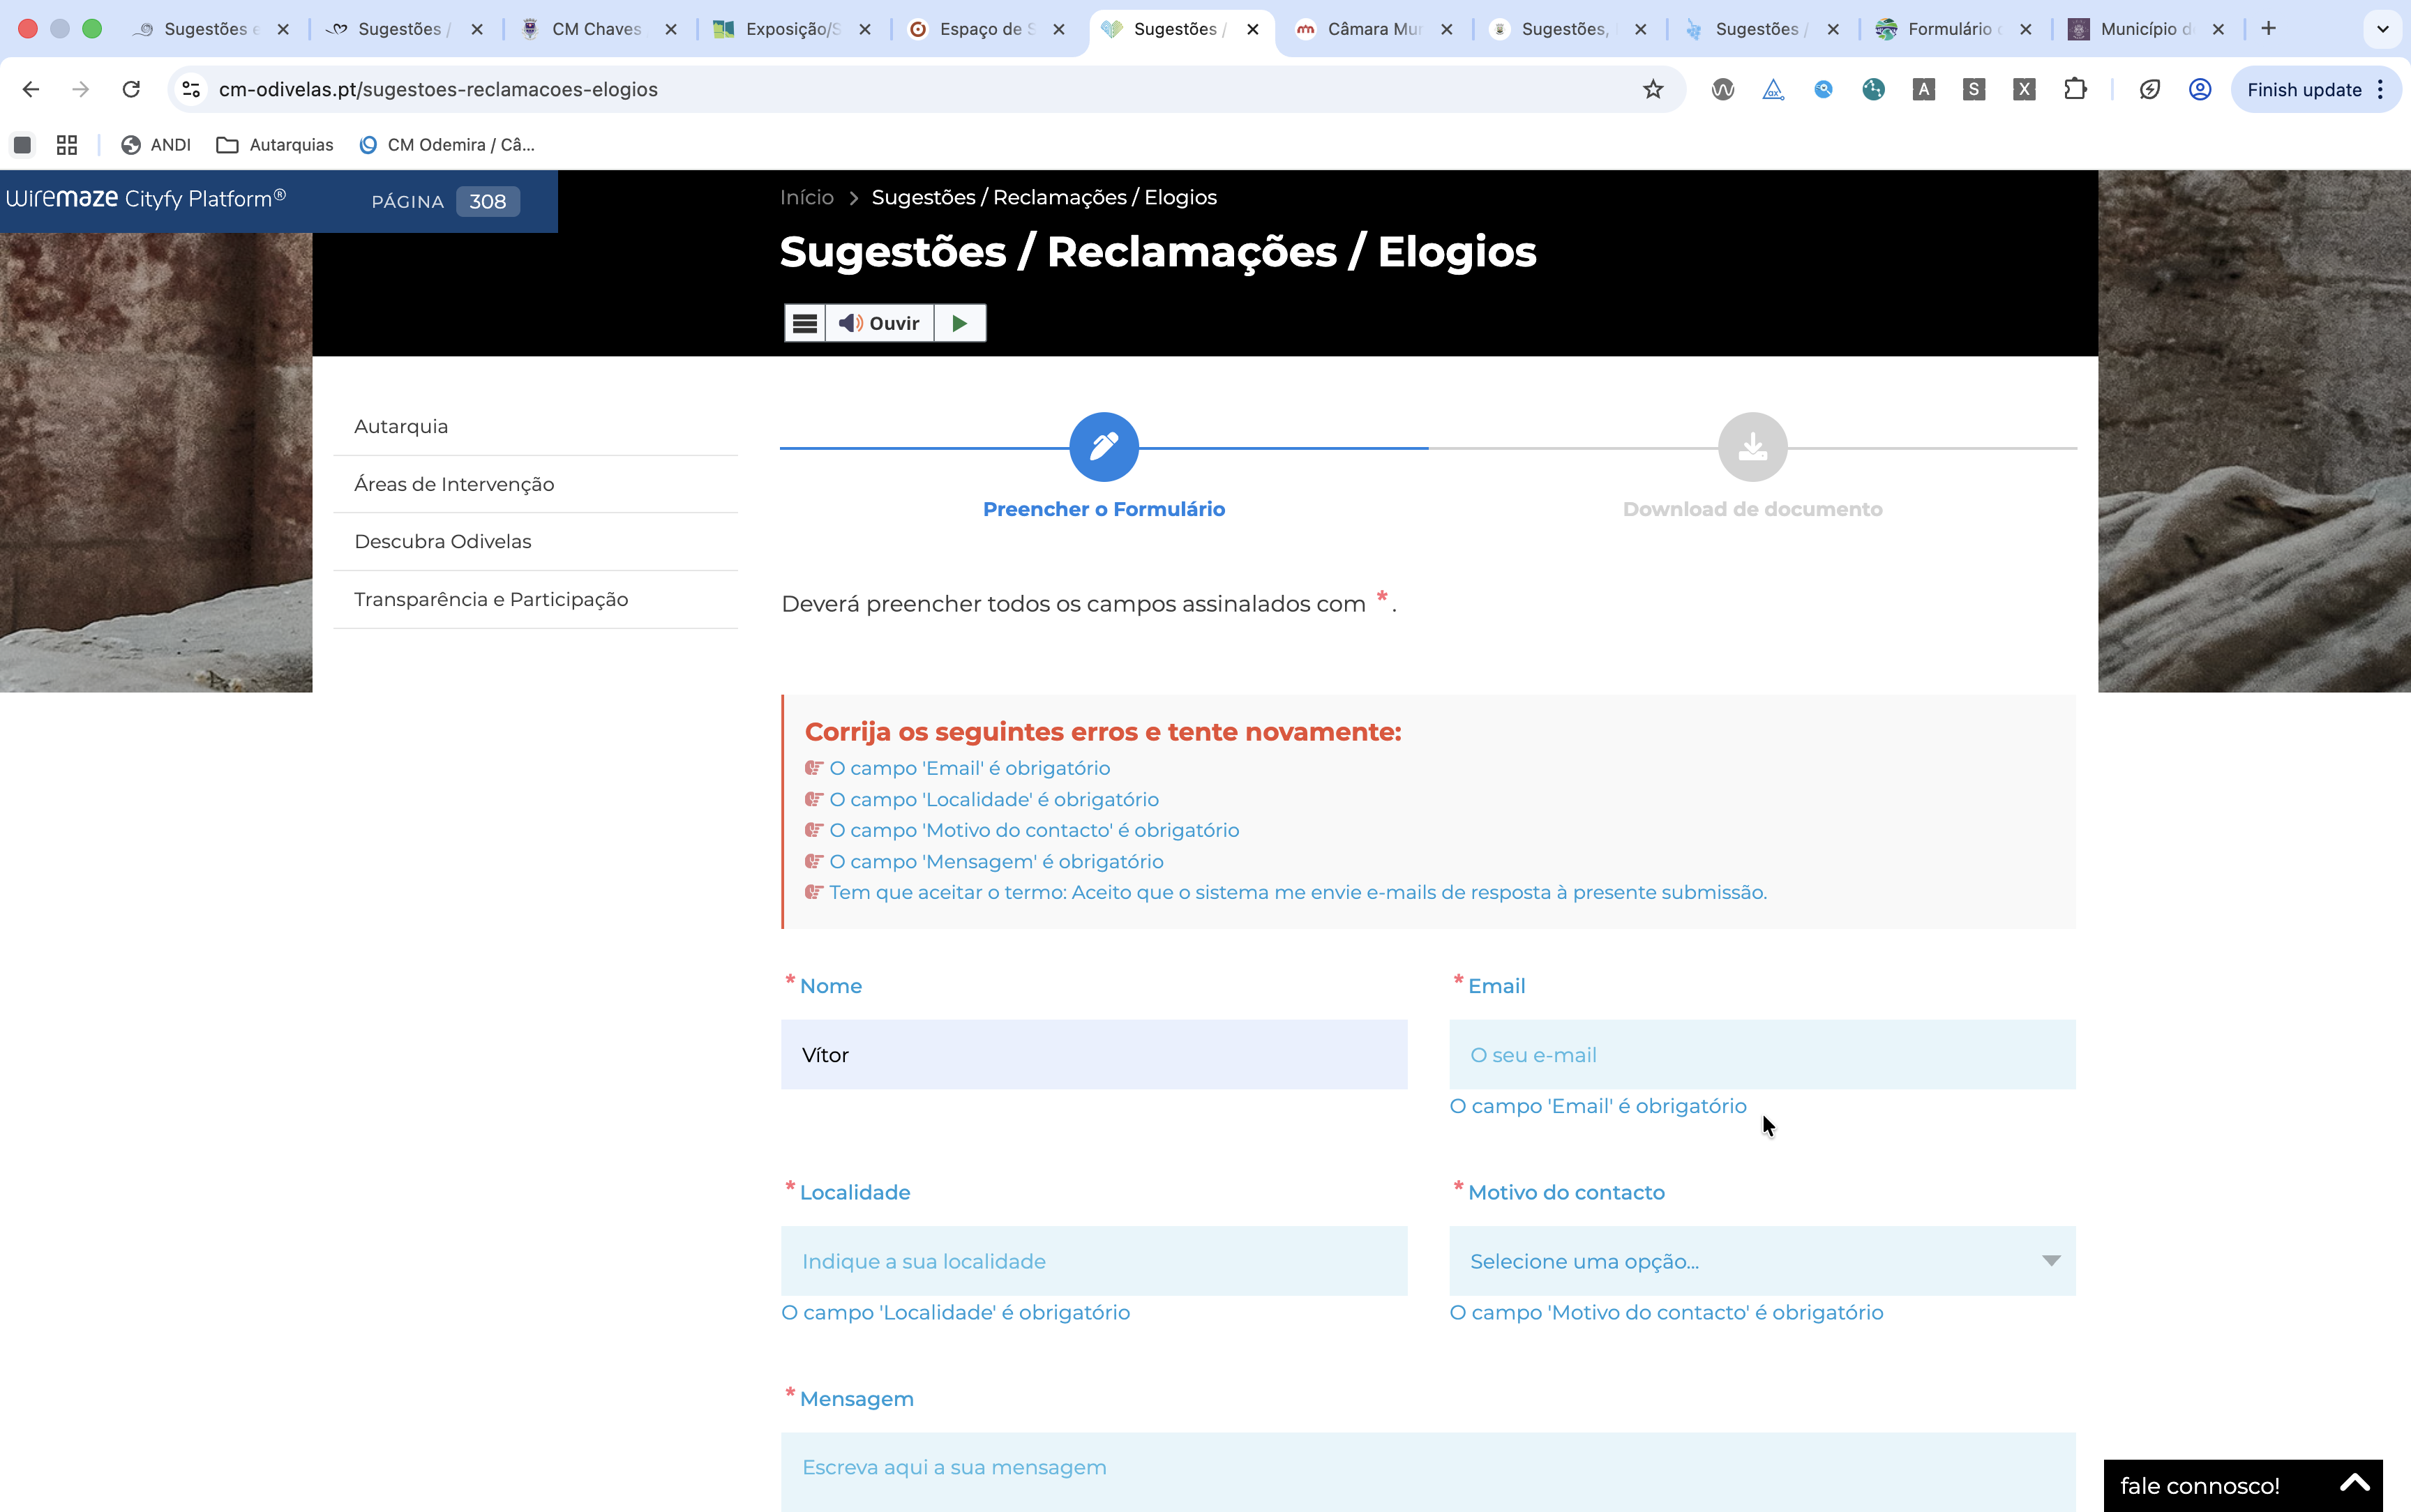 Sugestões e
Sugestões /
CM Chaves
Exposição/S
Espaço de S
Sugestões /
Câmara Mun
Sugestões,
Sugestões /
Formulário d
Município d
cm-odivelas.pt/sugestoes-reclamacoes-elogios
Finish update
ANDI
Autarquias
CM Odemira / Câ...
wiremaze Cityfy Platform®
PÁGINA 308
Início > Sugestões / Reclamações / Elogios
Sugestões / Reclamações / Elogios
Ouvir
Autarquia
Áreas de Intervenção
Descubra Odivelas
Transparência e Participação
Preencher o Formulário
Download de documento
Deverá preencher todos os campos assinalados com * .
Corrija os seguintes erros e tente novamente:
O campo 'Email' é obrigatório
O campo 'Localidade' é obrigatório
O campo 'Motivo do contacto' é obrigatório
O campo 'Mensagem' é obrigatório
Tem que aceitar o termo: Aceito que o sistema me envie e-mails de resposta à presente submissão.
* Nome
Vítor
* Email
O seu e-mail
O campo 'Email' é obrigatório
* Localidade
Indique a sua localidade
O campo 'Localidade' é obrigatório
* Motivo do contacto
Selecione uma opção...
O campo 'Motivo do contacto' é obrigatório
* Mensagem
Escreva aqui a sua mensagem
fale connosco!